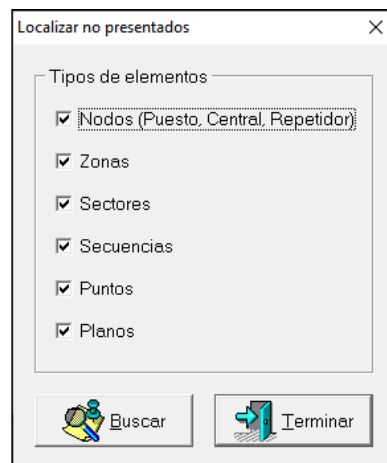 Localizar no presentados
Tipos de elementos
Nodos (Puesto, Central, Repetidor)
Zonas
Sectores
Secuencias
Puntos
Planos
Buscar
Terminar